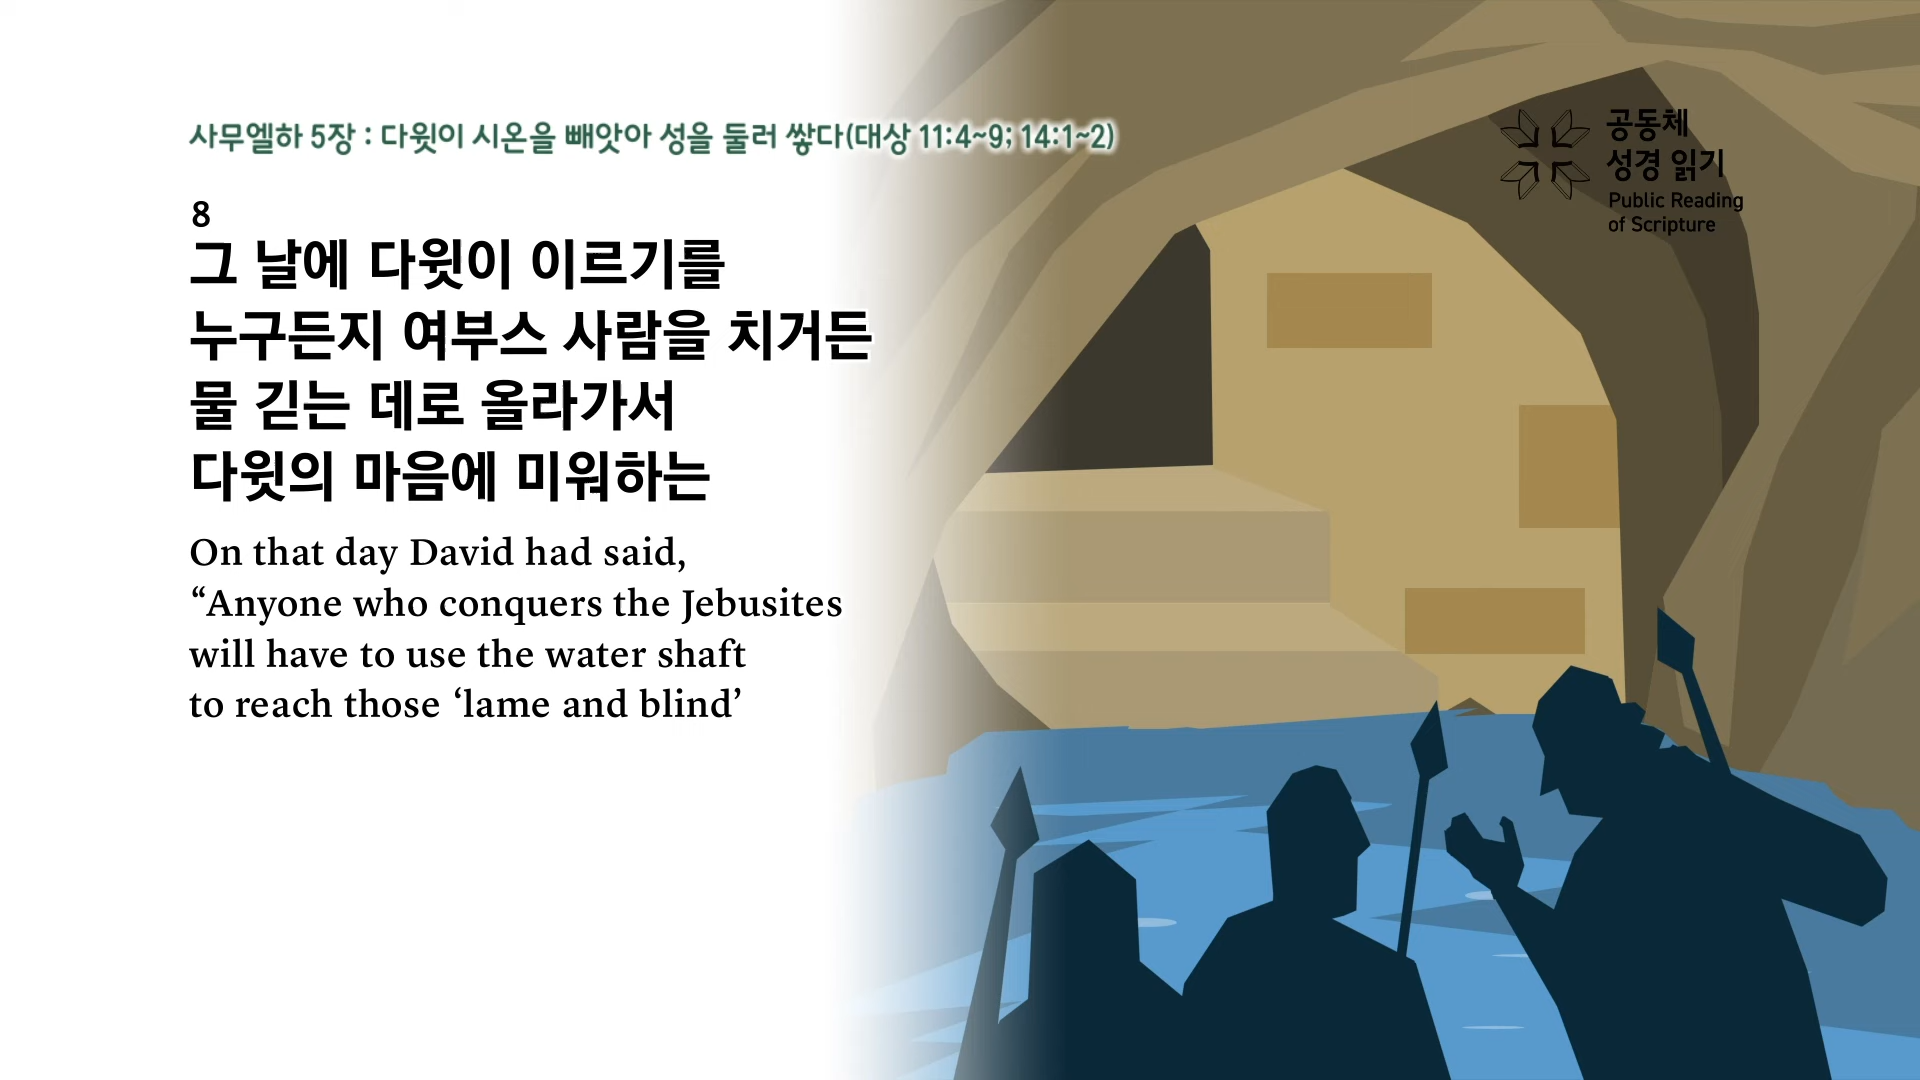 사무엘하 5장 : 다윗이 시온을 빼앗아 성을 둘러 쌓다(대상 11:4~9; 14:1~2)
공동체
성경 읽기
Public Reading
of Scripture
8
그 날에 다윗이 이르기를
누구든지 여부스 사람을 치거든
물 긷는 데로 올라가서
다윗의 마음에 미워하는
On that day David had said,
“Anyone who conquers the Jebusites
will have to use the water shaft
to reach those ‘lame and blind’